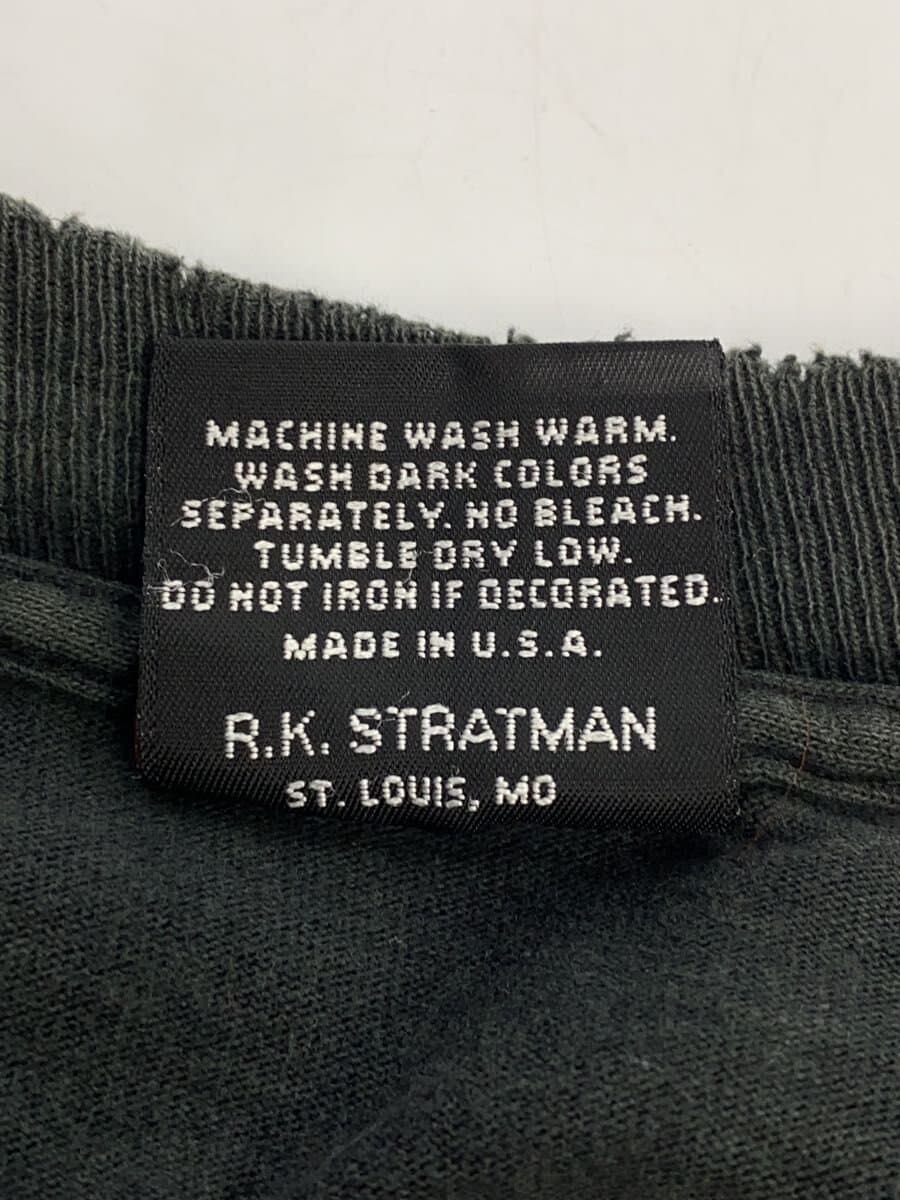 MACHINE WASH WARM.
WASH DARK COLORS
SEPARATELY. NO BLEACH.
TUMBLE DRY LOW.
DO NOT IRON IF DECORATED.
MADE IN U.S.A.
R.K. STRATMAN
ST. LOUIS, MO